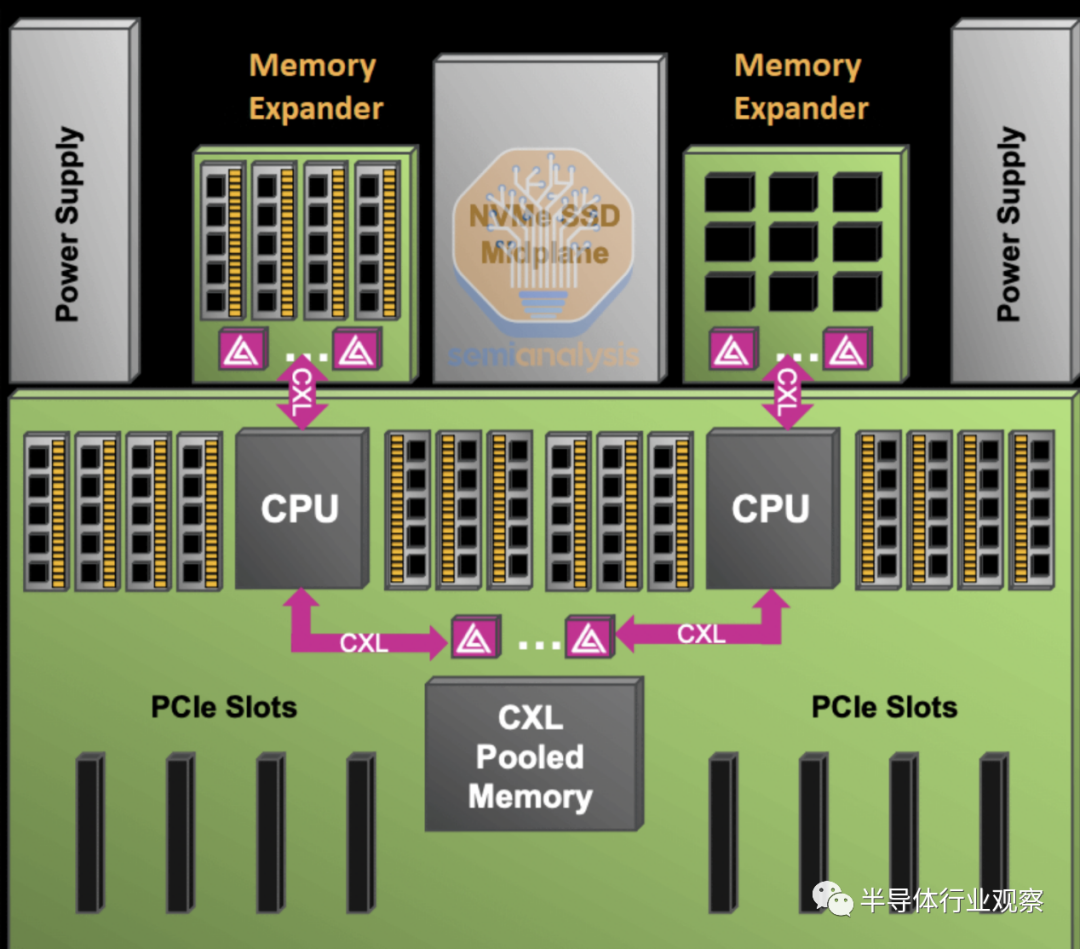 Memory
Expander
Memory
Expander
Power Supply
NVMe SSD
Midplane
semianalysis
Power Supply
CXL
CXL
CPU
CPU
CXL
CXL
PCIe Slots
CXL
Pooled
Memory
PCIe Slots
半导体行业观察